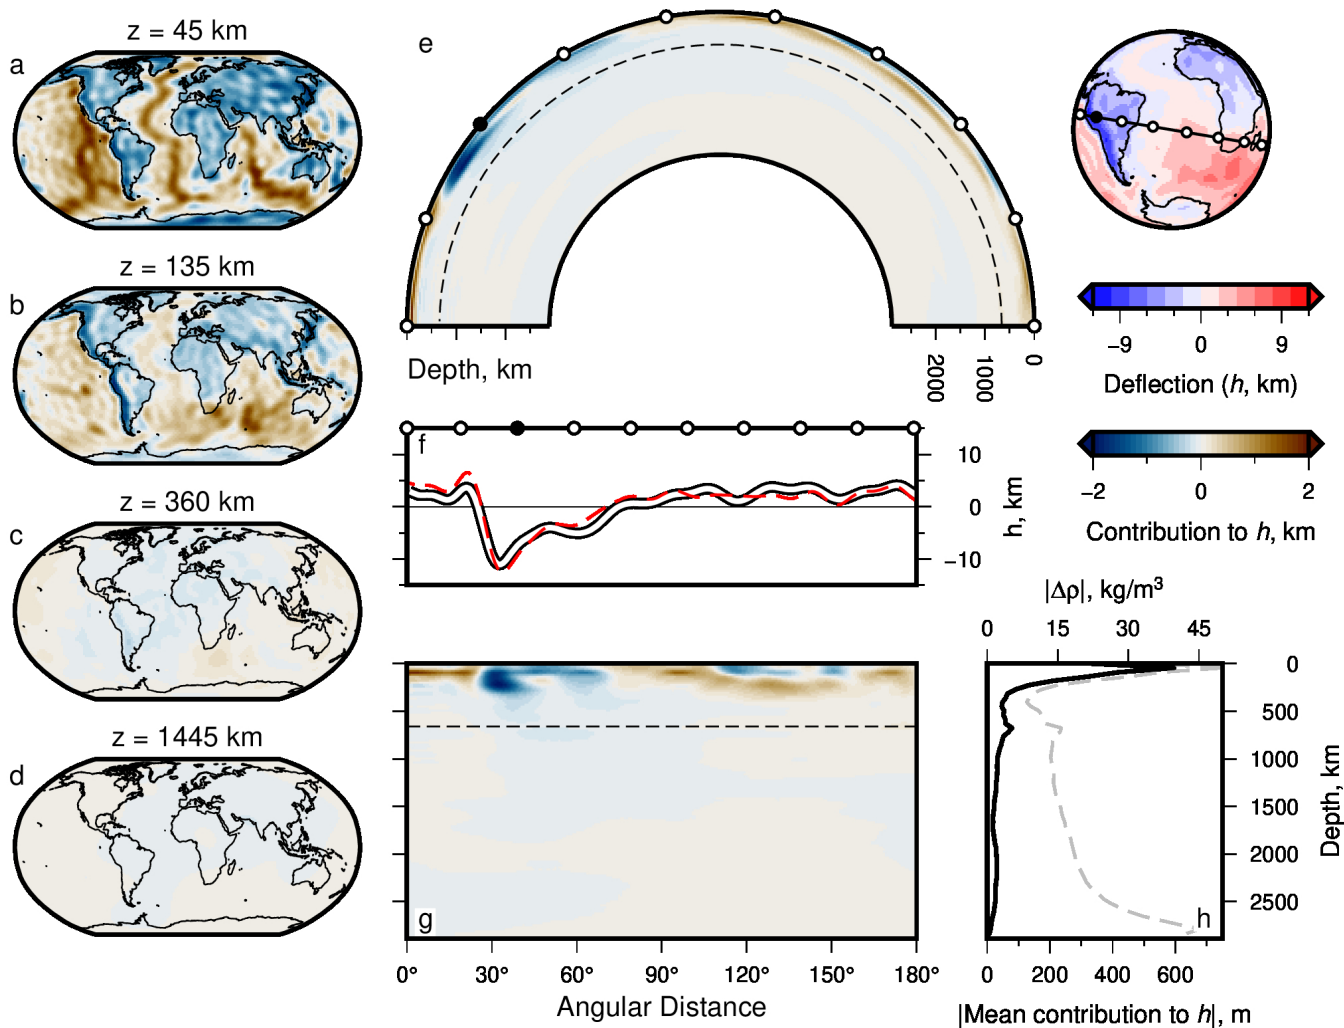 a
z = 45 km
b
z = 135 km
c
z = 360 km
d
z = 1445 km
e
Depth, km
2000
1000
0
−9 0 9
Deflection (h, km)
−2 0 2
Contribution to h, km
f
10
0
−10
h, km
g
0° 30° 60° 90° 120° 150° 180°
Angular Distance
|Δρ|, kg/m³
0 15 30 45
0
500
1000
1500
2000
2500
Depth, km
h
0 200 400 600
|Mean contribution to h|, m